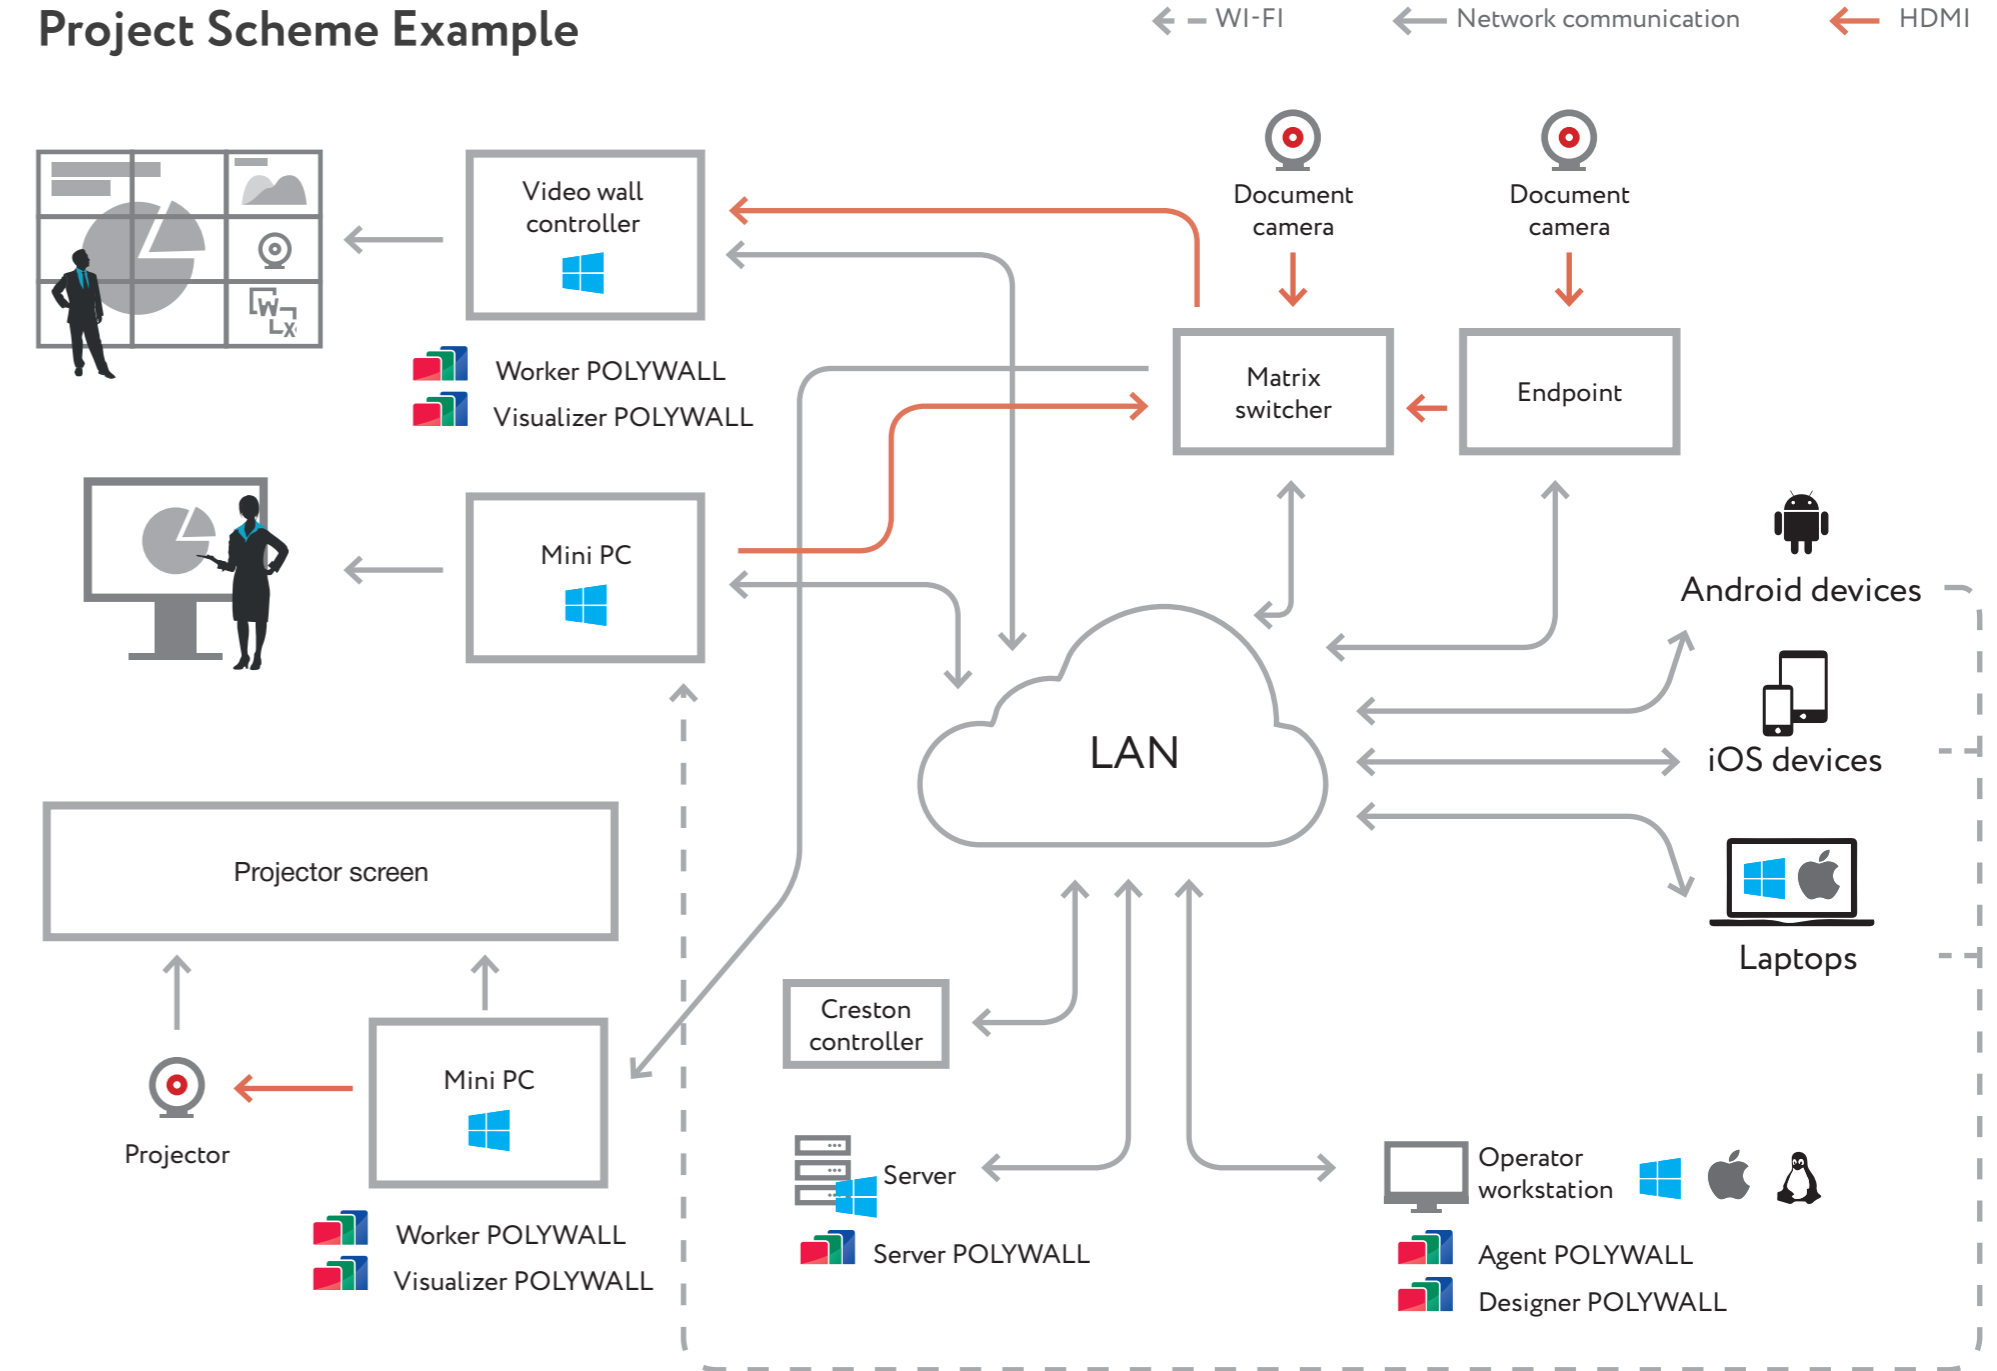 Project Scheme Example
WI-FI
Network communication
HDMI
Document
camera
Document
camera
Video wall
controller
W
X
Worker POLYWALL
Visualizer POLYWALL
Matrix
switcher
Endpoint
Mini PC
Android devices
iOS devices
LAN
Projector screen
Laptops
Creston
controller
Mini PC
Projector
Server
Operator
workstation
Worker POLYWALL
Visualizer POLYWALL
Server POLYWALL
Agent POLYWALL
Designer POLYWALL